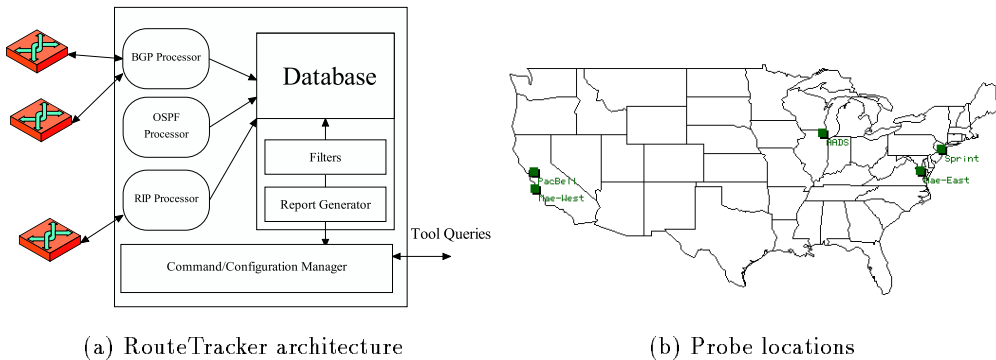 BGP Processor
OSPF
Processor
RIP Processor
Database
Filters
Report Generator
Command/Configuration Manager
Tool Queries
(a) RouteTracker architecture
AADS
Sprint
Mae-East
PacBell
Mae-West
(b) Probe locations